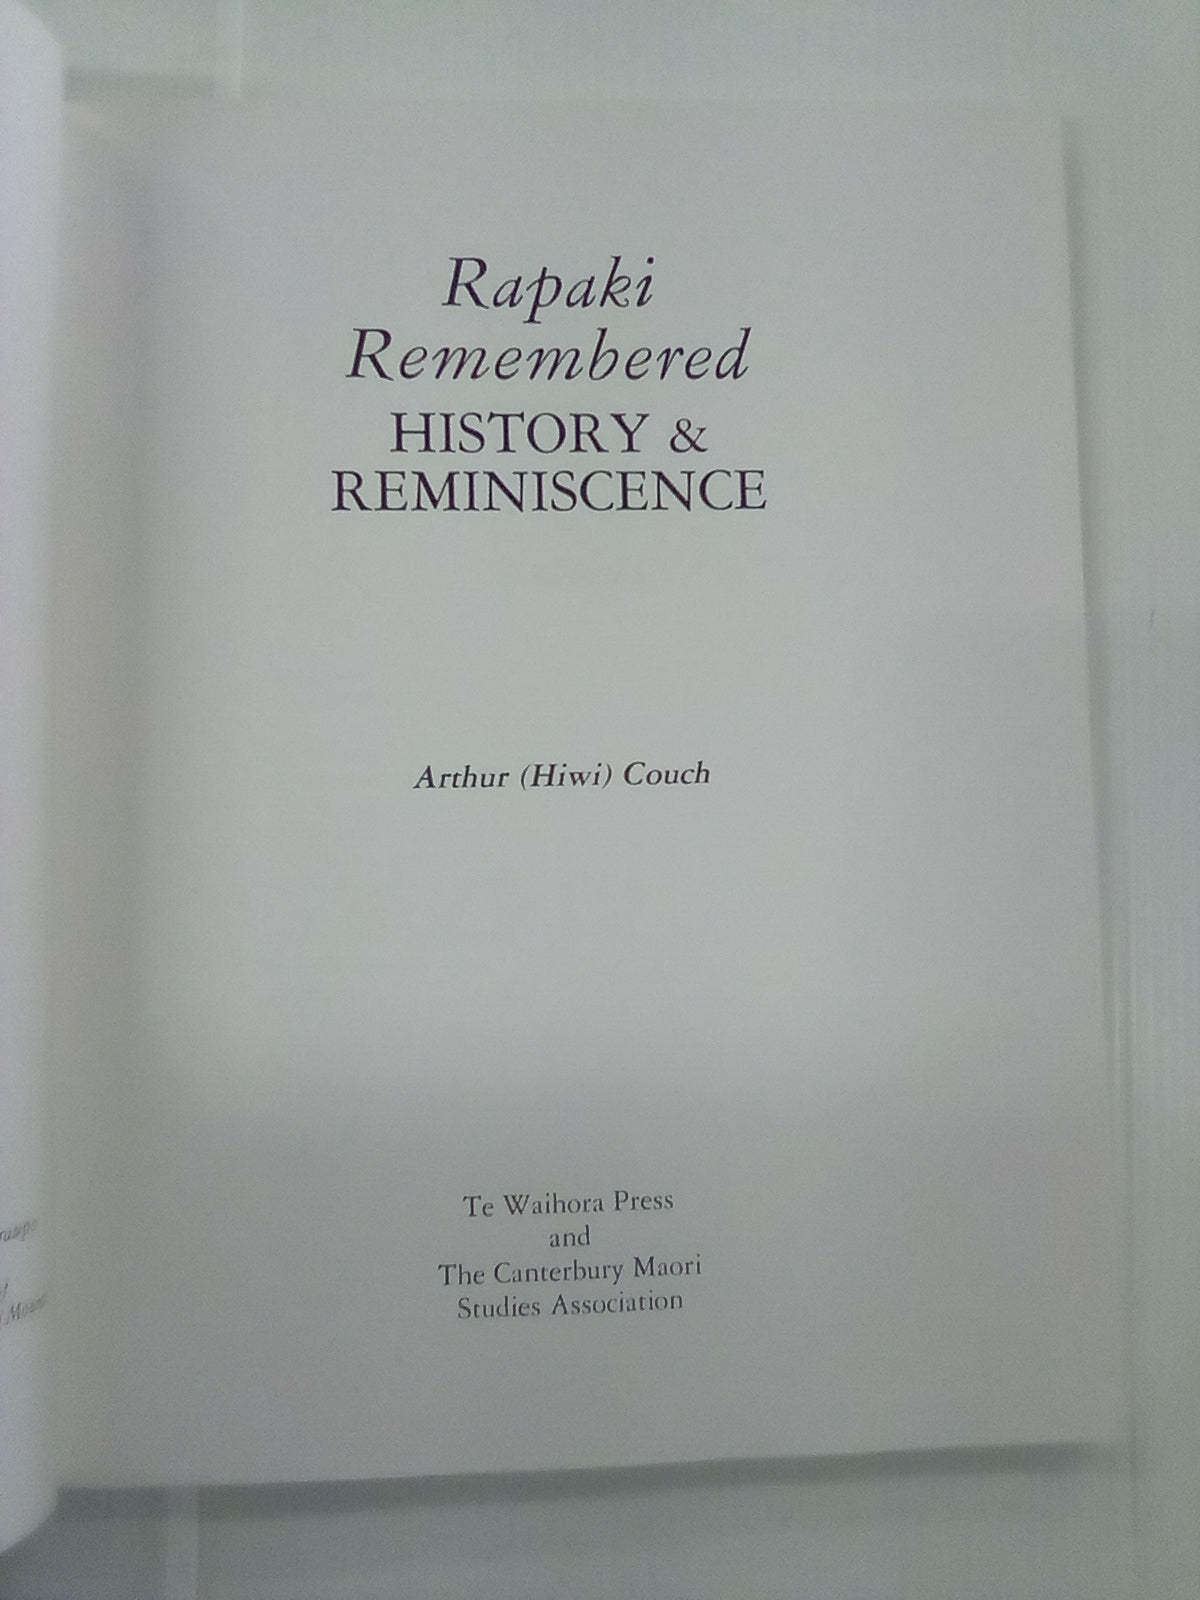 Rapaki
Remembered
HISTORY &
REMINISCENCE
Arthur (Hiwi) Couch
Te Waihora Press
and
The Canterbury Maori
Studies Association